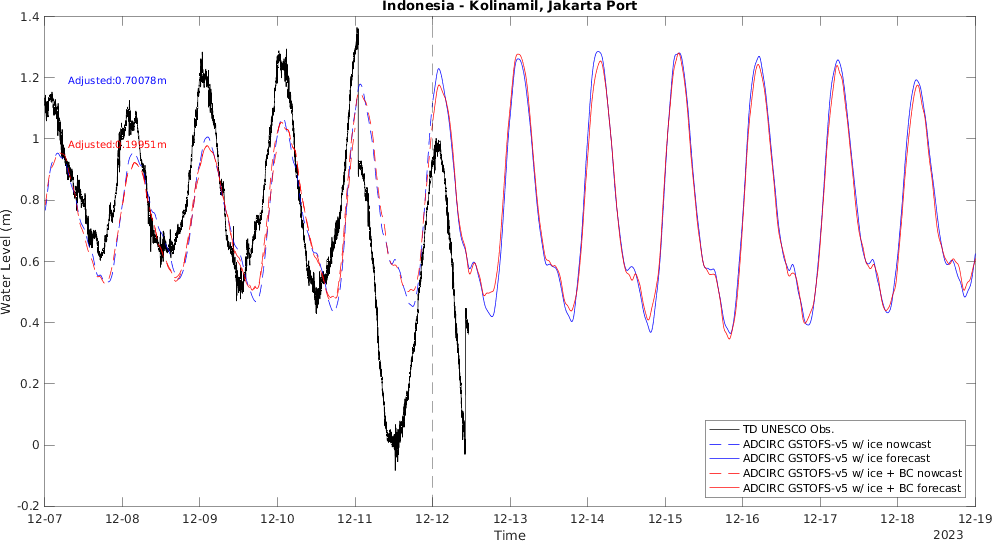 Indonesia - Kolinamil, Jakarta Port
1.4
1.2
1
0.8
0.6
0.4
0.2
0
-0.2
Water Level (m)
Adjusted:0.70078m
Adjusted:0.19951m
TD UNESCO Obs.
ADCIRC GSTOFS-v5 w/ ice nowcast
ADCIRC GSTOFS-v5 w/ ice forecast
ADCIRC GSTOFS-v5 w/ ice + BC nowcast
ADCIRC GSTOFS-v5 w/ ice + BC forecast
12-07 12-08 12-09 12-10 12-11 12-12 12-13 12-14 12-15 12-16 12-17 12-18 12-19
Time
2023